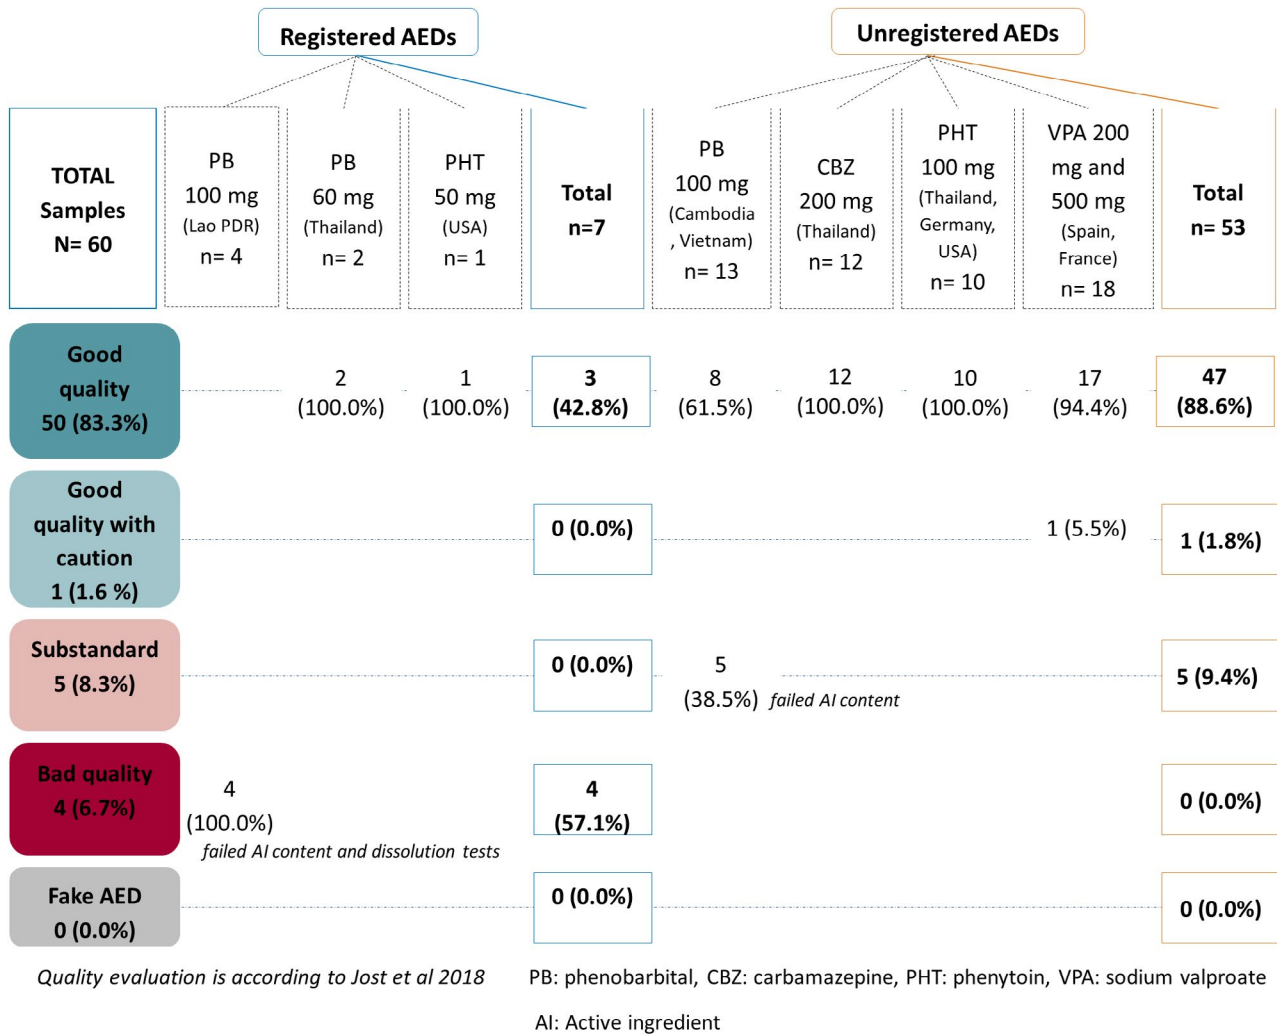 Registered AEDs
Unregistered AEDs
TOTAL
Samples
N= 60
PB
100 mg
(Lao PDR)
n= 4
PB
60 mg
(Thailand)
n= 2
PHT
50 mg
(USA)
n= 1
Total
n=7
PB
100 mg
(Cambodia
, Vietnam)
n= 13
CBZ
200 mg
(Thailand)
n= 12
PHT
100 mg
(Thailand,
Germany,
USA)
n= 10
VPA 200
mg and
500 mg
(Spain,
France)
n= 18
Total
n= 53
Good
quality
50 (83.3%)
2
(100.0%)
1
(100.0%)
3
(42.8%)
8
(61.5%)
12
(100.0%)
10
(100.0%)
17
(94.4%)
47
(88.6%)
Good
quality with
caution
1 (1.6 %)
0 (0.0%)
1 (5.5%)
1 (1.8%)
Substandard
5 (8.3%)
0 (0.0%)
5
(38.5%)
failed AI content
5 (9.4%)
Bad quality
4 (6.7%)
4
(100.0%)
failed AI content and dissolution tests
4
(57.1%)
0 (0.0%)
Fake AED
0 (0.0%)
0 (0.0%)
0 (0.0%)
Quality evaluation is according to Jost et al 2018
PB: phenobarbital, CBZ: carbamazepine, PHT: phenytoin, VPA: sodium valproate
AI: Active ingredient